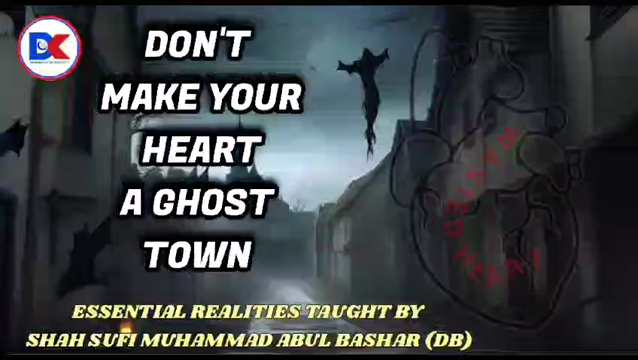 DK
DON'T
MAKE YOUR
HEART
A GHOST
TOWN
ESSENTIAL REALITIES TAUGHT BY
SHAH SUFI MUHAMMAD ABUL BASHAR (DB)